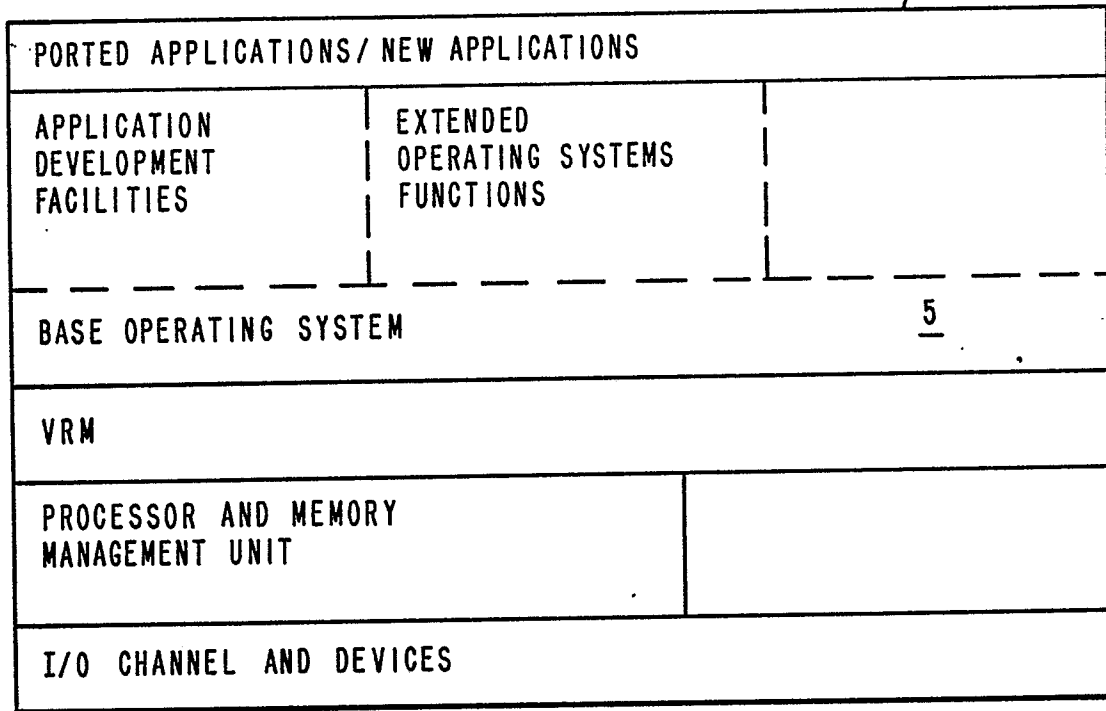 PORTED APPLICATIONS/ NEW APPLICATIONS
APPLICATION
DEVELOPMENT
FACILITIES
EXTENDED
OPERATING SYSTEMS
FUNCTIONS
BASE OPERATING SYSTEM
5
VRM
PROCESSOR AND MEMORY
MANAGEMENT UNIT
I/O CHANNEL AND DEVICES